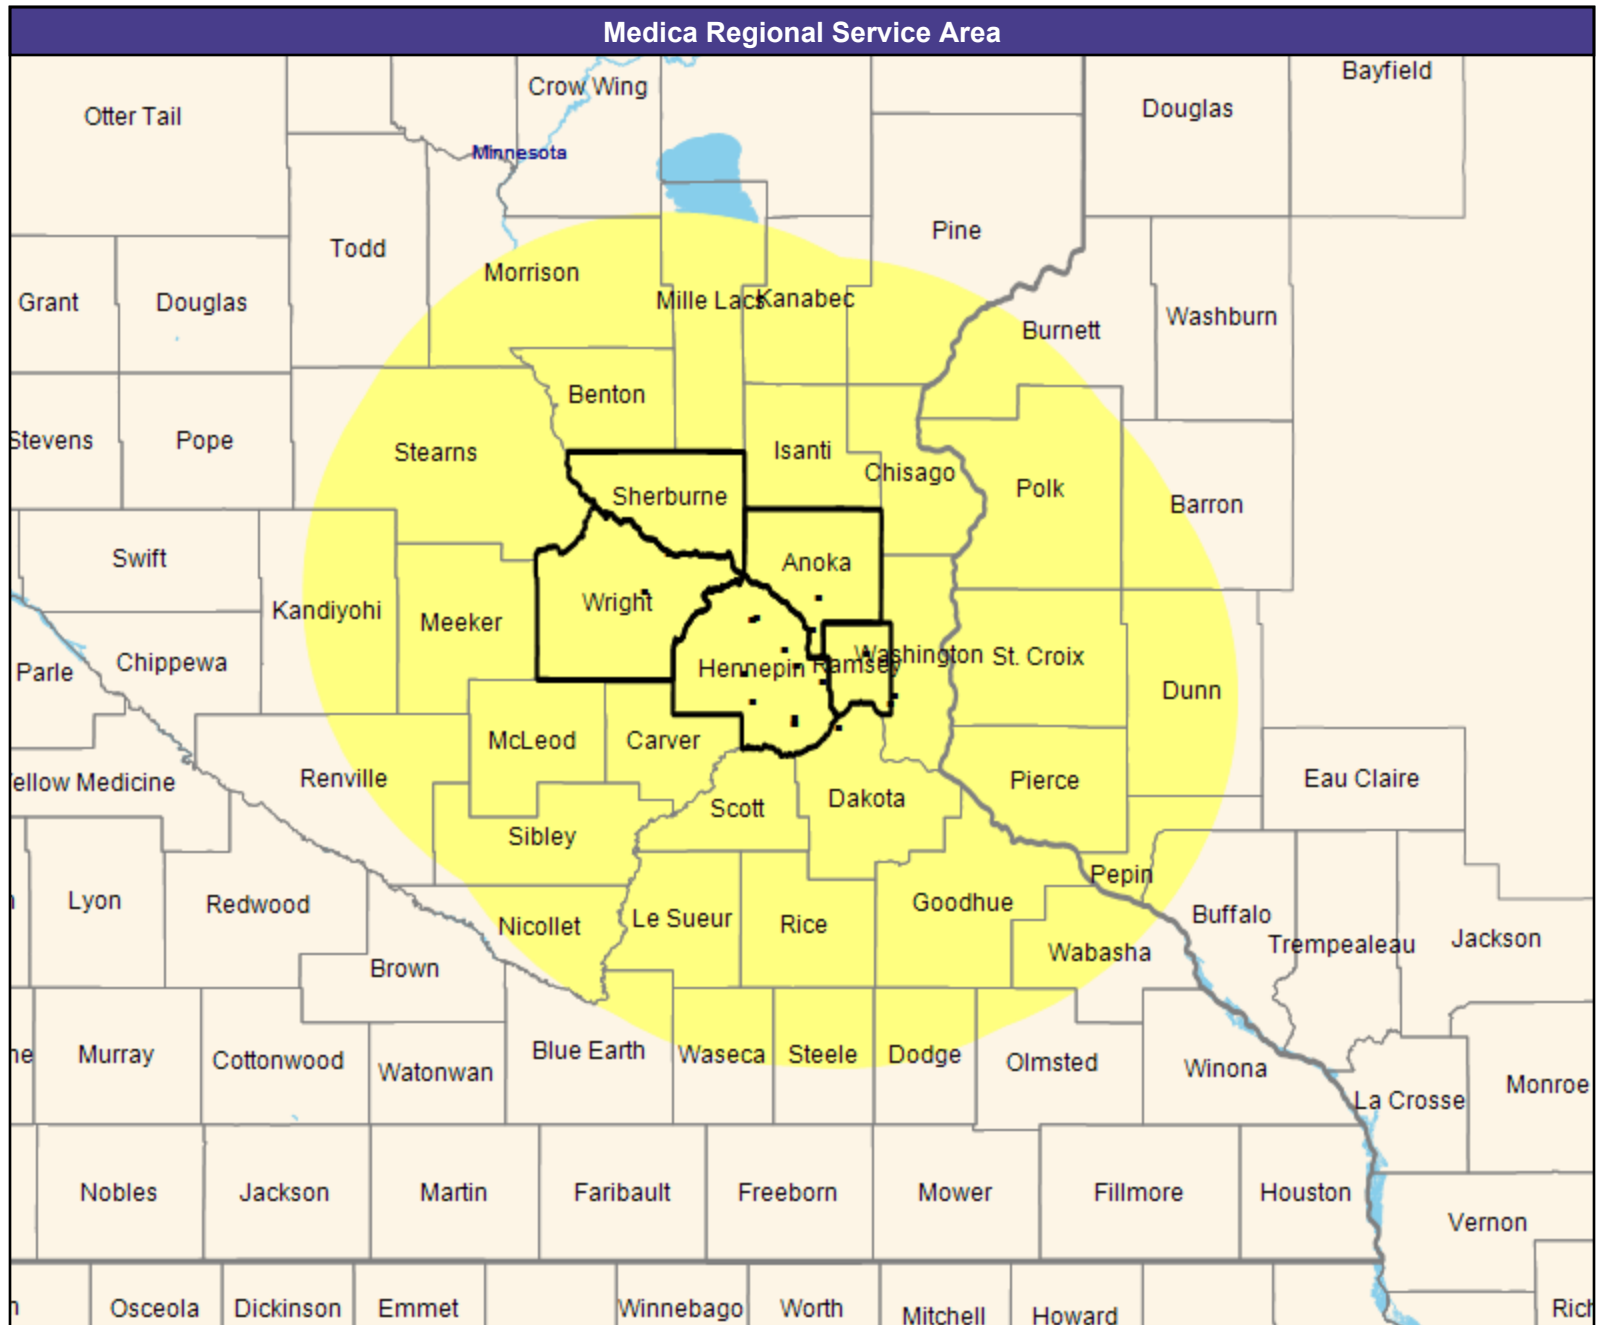 Medica Regional Service Area
Bayfield
Crow Wing
Douglas
Otter Tail
Minnesota
Pine
Todd
Morrison
Grant
Douglas
Mille Lacs
Kanabec
Burnett
Washburn
Benton
Stevens
Pope
Stearns
Isanti
Chisago
Polk
Barron
Sherburne
Swift
Anoka
Kandiyohi
Wright
Meeker
Parle
Chippewa
Hennepin
Ramsey
Washington
St. Croix
Dunn
McLeod
Carver
ellow Medicine
Renville
Scott
Dakota
Pierce
Eau Claire
Sibley
Pepin
Lyon
Redwood
Nicollet
Le Sueur
Rice
Goodhue
Buffalo
Trempealeau
Jackson
Brown
Wabasha
ne
Murray
Cottonwood
Watonwan
Blue Earth
Waseca
Steele
Dodge
Olmsted
Winona
La Crosse
Monroe
Nobles
Jackson
Martin
Faribault
Freeborn
Mower
Fillmore
Houston
Vernon
Osceola
Dickinson
Emmet
Winnebago
Worth
Mitchell
Howard
Rich